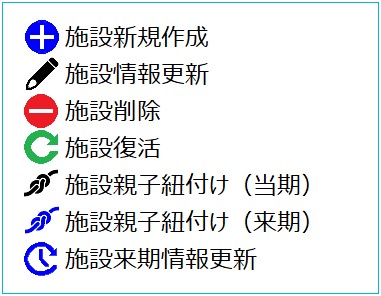 施設新規作成
施設情報更新
施設削除
施設復活
施設親子紐付け（当期）
施設親子紐付け（来期）
施設来期情報更新